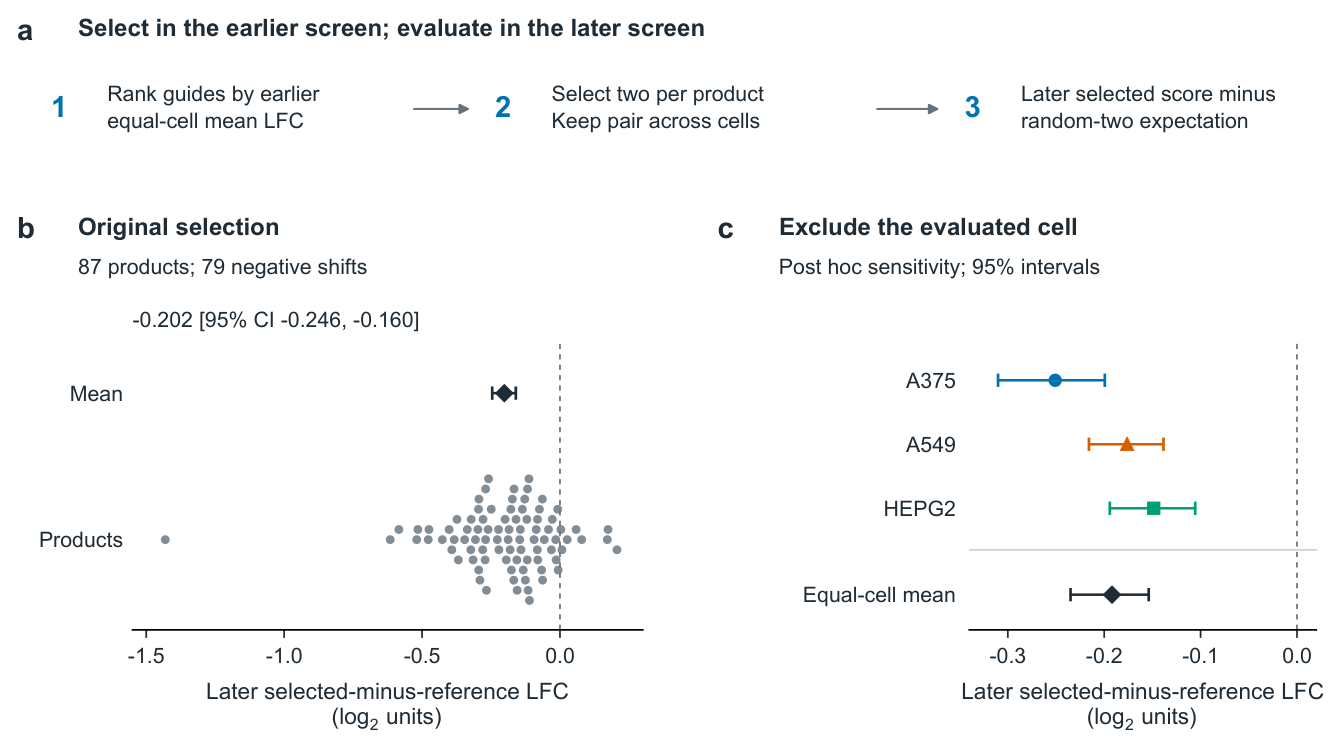 a
Select in the earlier screen; evaluate in the later screen
1
Rank guides by earlier
equal-cell mean LFC
2
Select two per product
Keep pair across cells
3
Later selected score minus
random-two expectation
b
Original selection
87 products; 79 negative shifts
-0.202 [95% CI -0.246, -0.160]
Mean
Products
-1.5
-1.0
-0.5
0.0
Later selected-minus-reference LFC
(log₂ units)
c
Exclude the evaluated cell
Post hoc sensitivity; 95% intervals
A375
A549
HEPG2
Equal-cell mean
-0.3
-0.2
-0.1
0.0
Later selected-minus-reference LFC
(log₂ units)